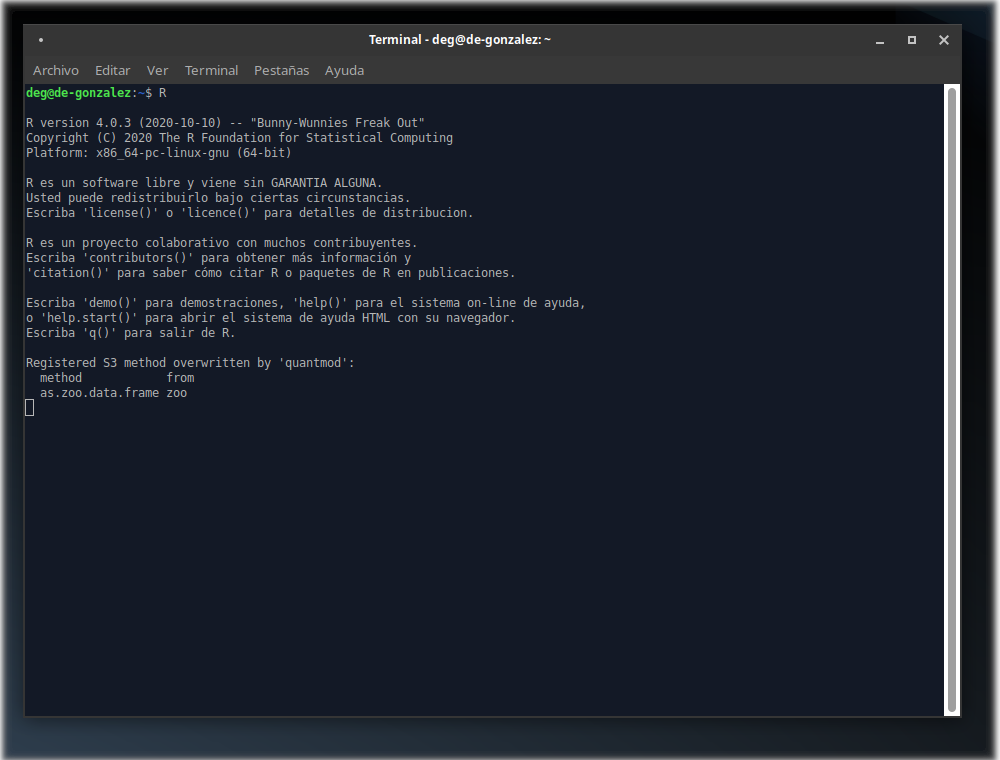 Terminal - deg@de-gonzalez: ~
Archivo Editar Ver Terminal Pestañas Ayuda
deg@de-gonzalez:~$ R
R version 4.0.3 (2020-10-10) -- "Bunny-Wunnies Freak Out"
Copyright (C) 2020 The R Foundation for Statistical Computing
Platform: x86_64-pc-linux-gnu (64-bit)
R es un software libre y viene sin GARANTIA ALGUNA.
Usted puede redistribuirlo bajo ciertas circunstancias.
Escriba 'license()' o 'licence()' para detalles de distribucion.
R es un proyecto colaborativo con muchos contribuyentes.
Escriba 'contributors()' para obtener más información y
'citation()' para saber cómo citar R o paquetes de R en publicaciones.
Escriba 'demo()' para demostraciones, 'help()' para el sistema on-line de ayuda,
o 'help.start()' para abrir el sistema de ayuda HTML con su navegador.
Escriba 'q()' para salir de R.
Registered S3 method overwritten by 'quantmod':
  method            from
  as.zoo.data.frame zoo